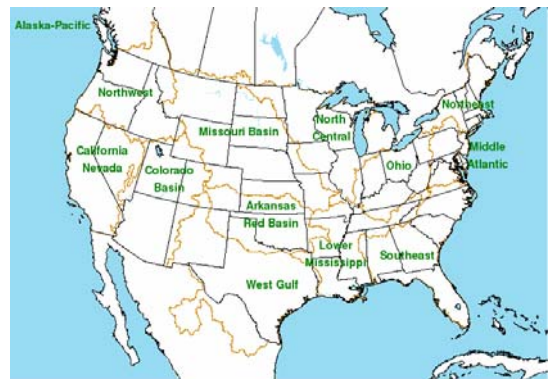 Alaska-Pacific
Northwest
Missouri Basin
North
Central
Northeast
California
Nevada
Colorado
Basin
Ohio
Middle
Atlantic
Arkansas
Red Basin
Lower
Mississippi
Southeast
West Gulf